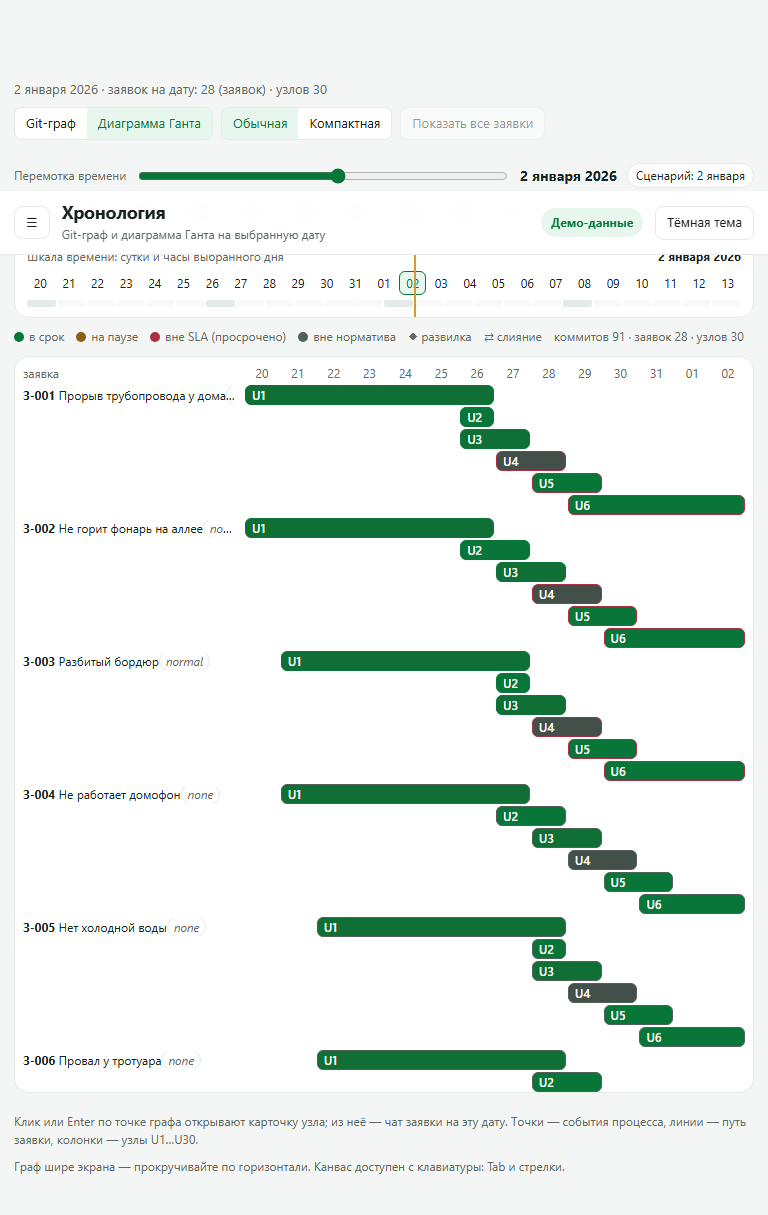 2 января 2026 · заявок на дату: 28 (заявок) · узлов 30
Git-граф Диаграмма Ганта Обычная Компактная Показать все заявки
Перемотка времени 2 января 2026 Сценарий: 2 января
☰ Хронология Демо-данные Тёмная тема
Git-граф и диаграмма Ганта на выбранную дату
Шкала времени: сутки и часы выбранного дня 2 января 2026
20 21 22 23 24 25 26 27 28 29 30 31 01 02 03 04 05 06 07 08 09 10 11 12 13
в срок на паузе вне SLA (просрочено) вне норматива ◆ развилка ⇄ слияние коммитов 91 · заявок 28 · узлов 30
заявка 20 21 22 23 24 25 26 27 28 29 30 31 01 02
З-001 Прорыв трубопровода у дома... U1
U2
U3
U4
U5
U6
З-002 Не горит фонарь на аллее no... U1
U2
U3
U4
U5
U6
З-003 Разбитый бордюр normal U1
U2
U3
U4
U5
U6
З-004 Не работает домофон none U1
U2
U3
U4
U5
U6
З-005 Нет холодной воды none U1
U2
U3
U4
U5
U6
З-006 Провал у тротуара none U1
U2
Клик или Enter по точке графа открывают карточку узла; из неё — чат заявки на эту дату. Точки — события процесса, линии — путь
заявки, колонки — узлы U1…U30.
Граф шире экрана — прокручивайте по горизонтали. Канвас доступен с клавиатуры: Tab и стрелки.